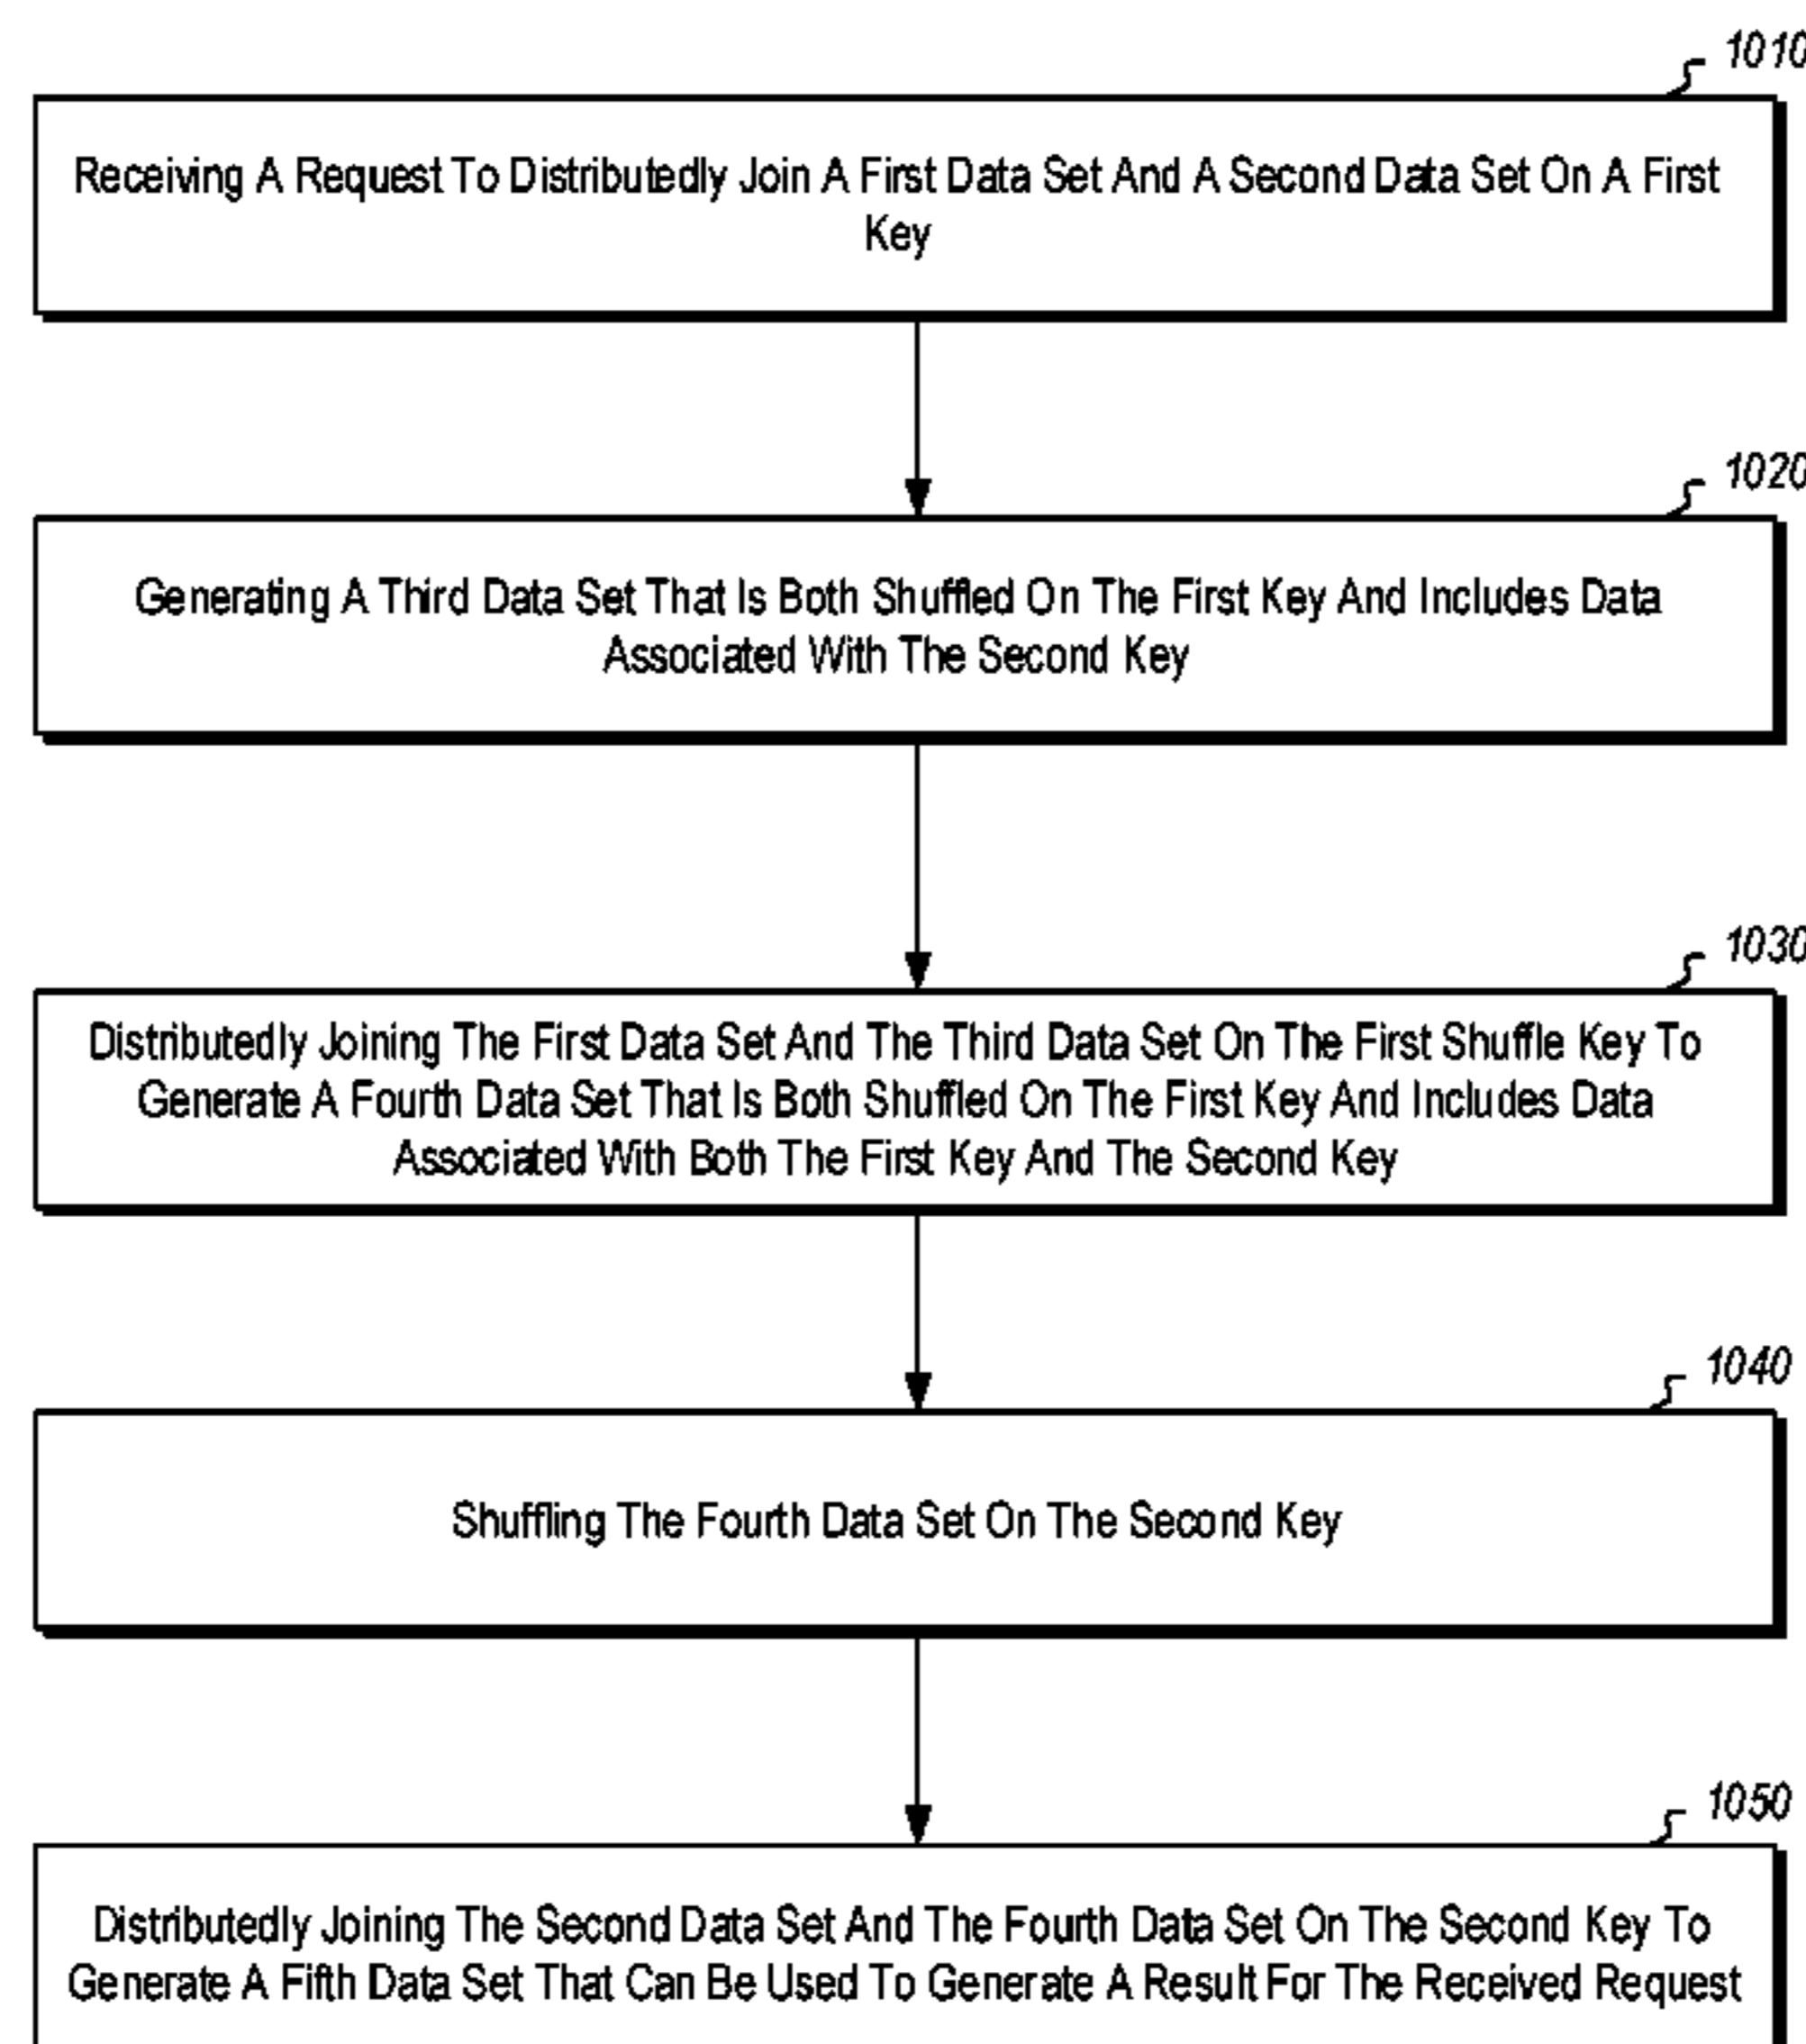 1010
Receiving A Request To Distributedly Join A First Data Set And A Second Data Set On A First
Key
1020
Generating A Third Data Set That Is Both Shuffled On The First Key And Includes Data
Associated With The Second Key
1030
Distributedly Joining The First Data Set And The Third Data Set On The First Shuffle Key To
Generate A Fourth Data Set That Is Both Shuffled On The First Key And Includes Data
Associated With Both The First Key And The Second Key
1040
Shuffling The Fourth Data Set On The Second Key
1050
Distributedly Joining The Second Data Set And The Fourth Data Set On The Second Key To
Generate A Fifth Data Set That Can Be Used To Generate A Result For The Received Request